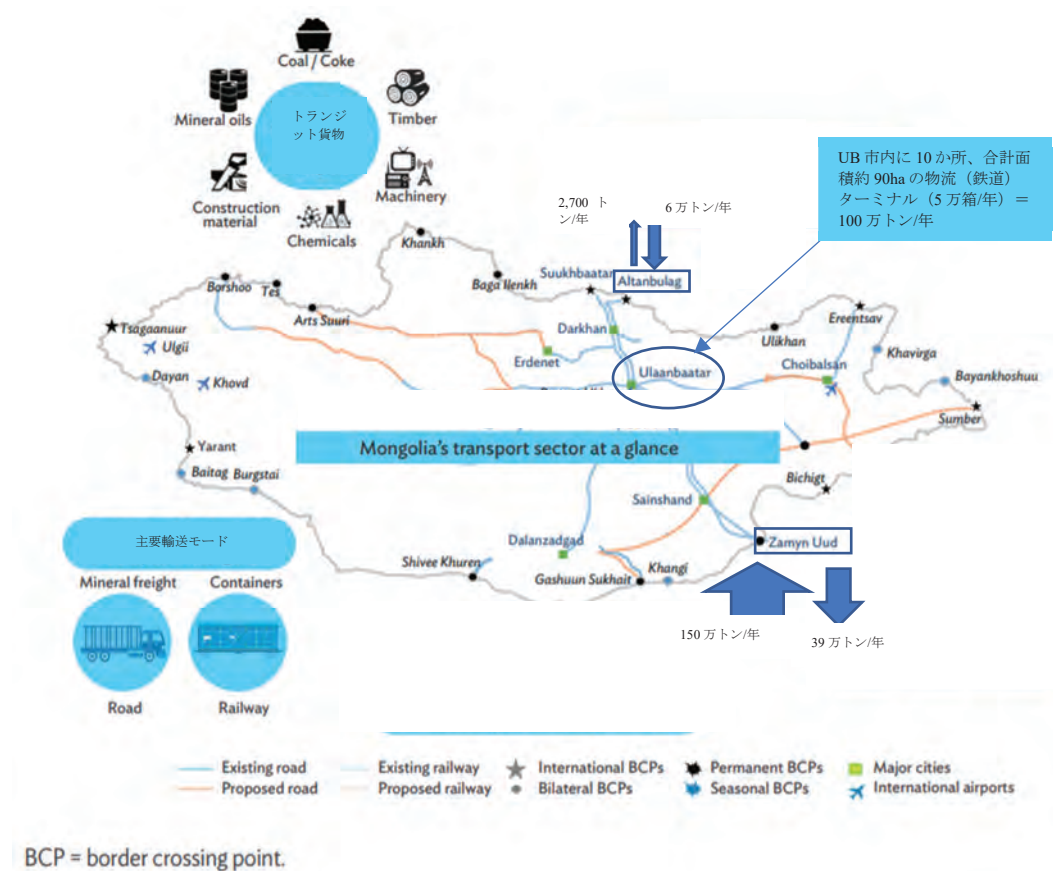 Coal / Coke
Mineral oils
トランジ
ット貨物
Timber
Construction
material
Machinery
Chemicals
UB 市内に 10 か所、合計面
積約 90ha の物流（鉄道）
ターミナル（5 万箱/年）＝
100 万トン/年
2,700 ト
ン/年
6 万トン/年
Khankh
Baga Ilenkh
Suukhbaatar
Altanbulag
Borshoo
Tes
Arts Suuri
Tsagaanuur
Ulgii
Darkhan
Ulikhan
Ereentsav
Erdenet
Khavirga
Dayan
Khovd
Ulaanbaatar
Choibalsan
Bayankhoshuu
Sumber
Yarant
Mongolia's transport sector at a glance
Baitag
Burgstai
Bichigt
Sainshand
主要輸送モード
Dalanzadgad
Zamyn Uud
Shivee Khuren
Gashuun Sukhait
Khangi
Mineral freight
Containers
150 万トン/年
39 万トン/年
Road
Railway
Existing road
Existing railway
International BCPs
Permanent BCPs
Major cities
Proposed road
Proposed railway
Bilateral BCPs
Seasonal BCPs
International airports
BCP = border crossing point.